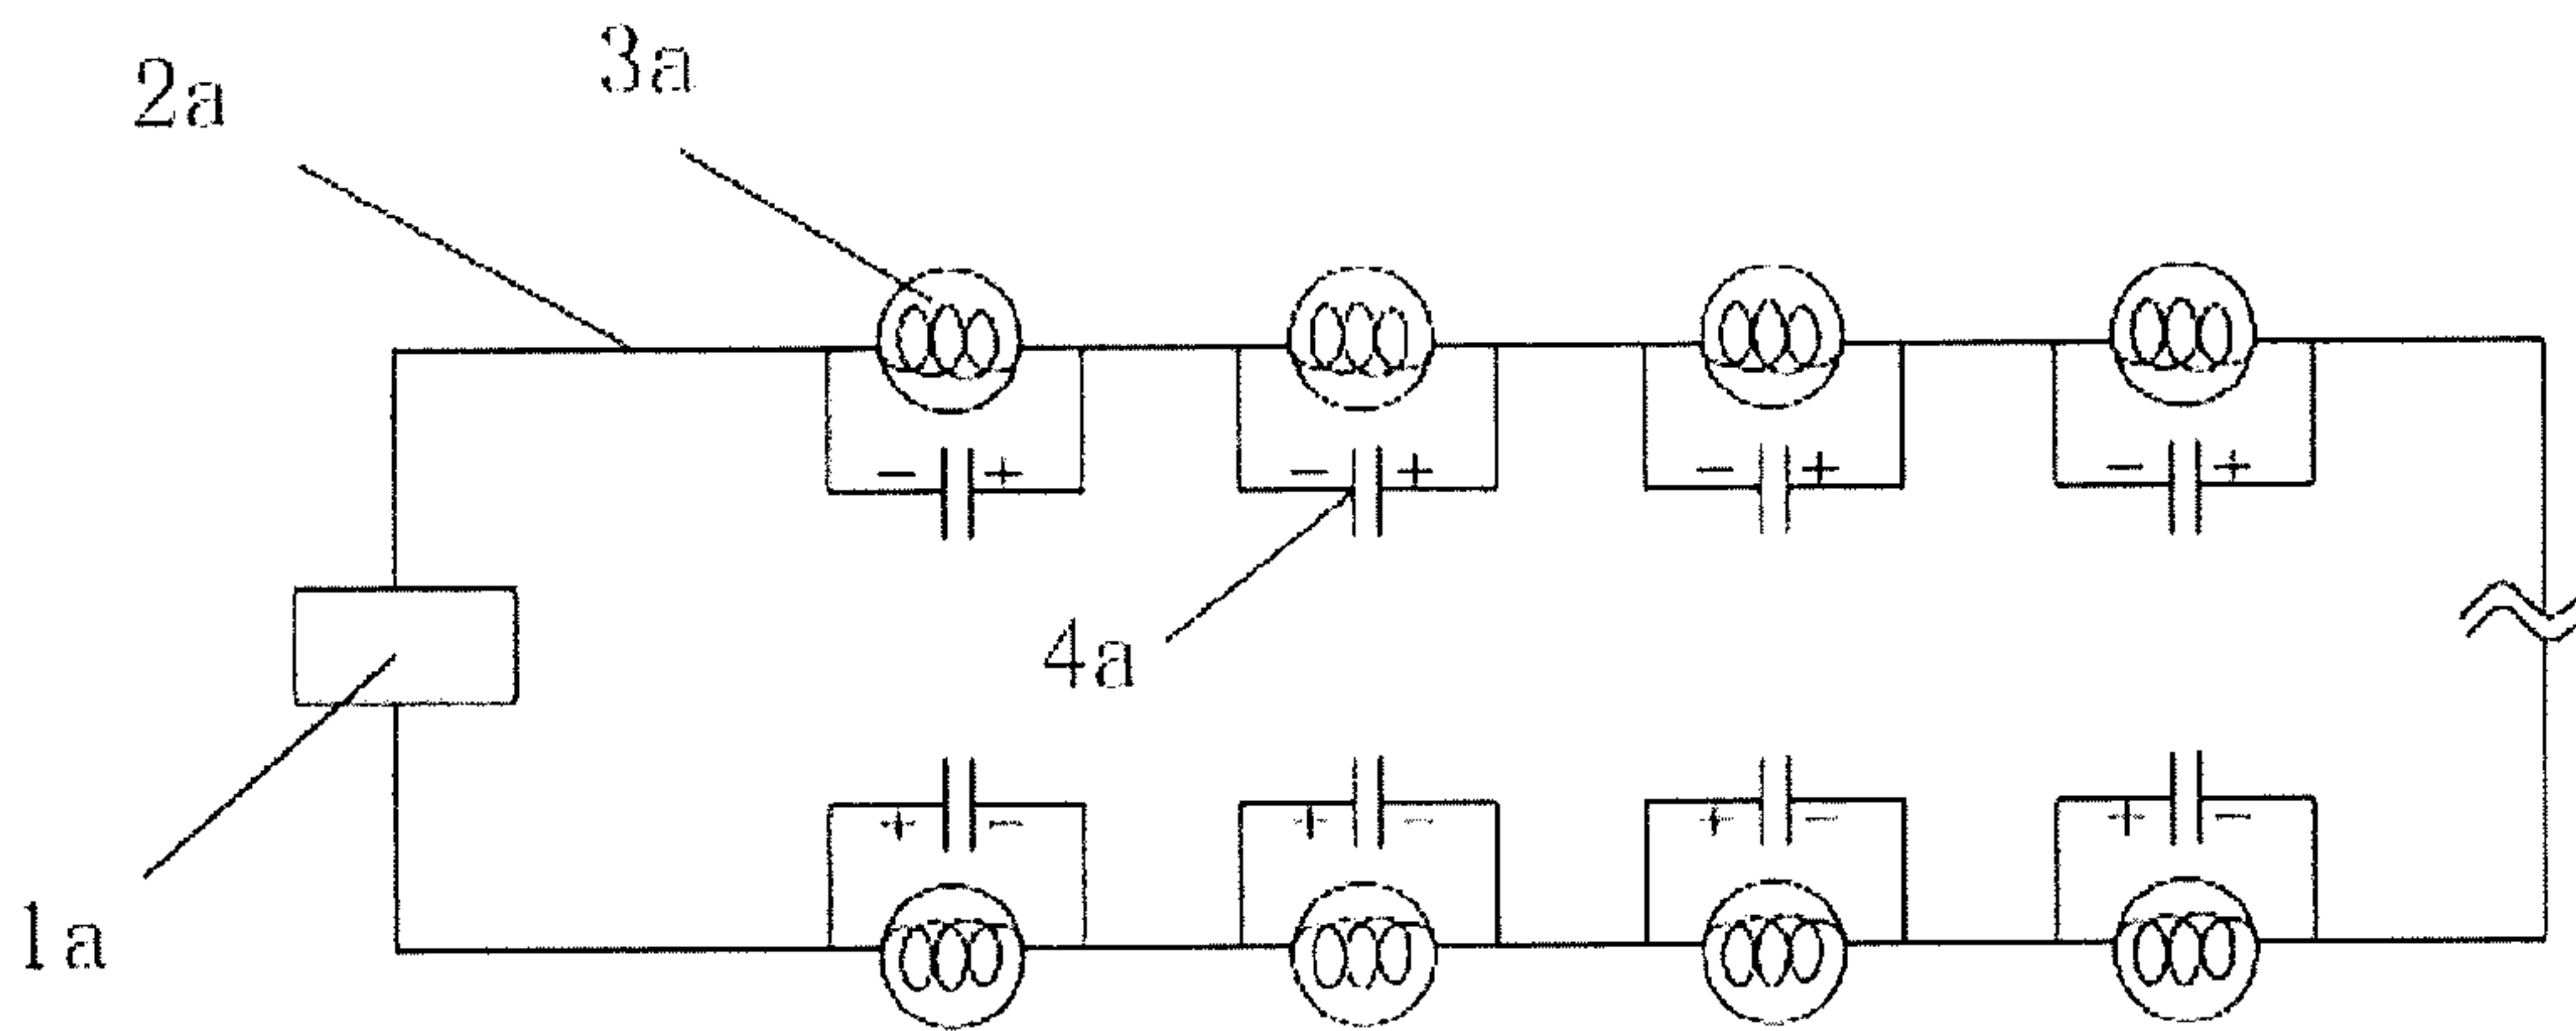 3a
2a
− + − + − + − +
4a
+ − + − + − + −
1a